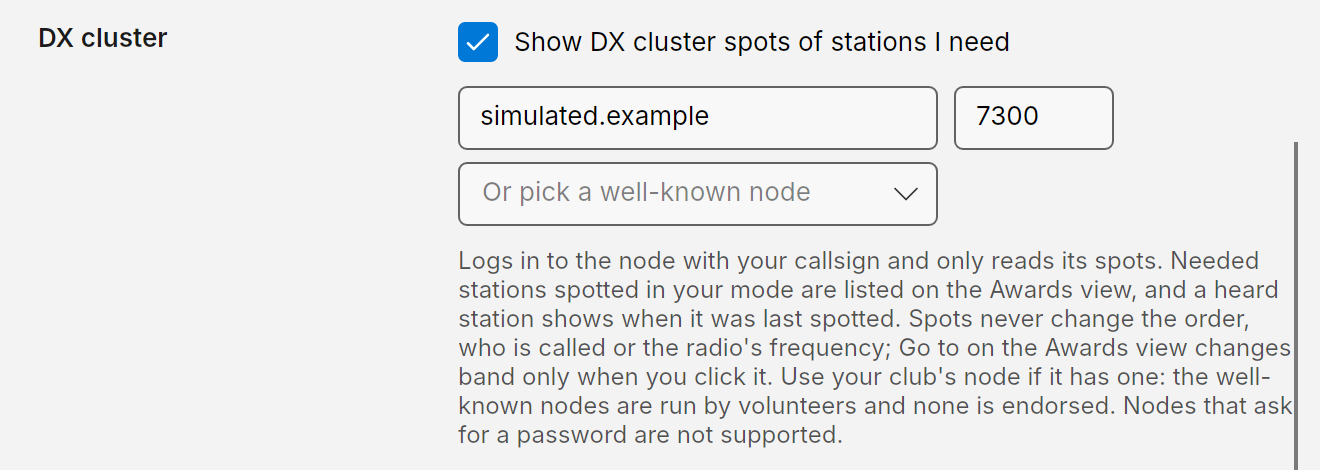 DX cluster
Show DX cluster spots of stations I need
simulated.example
7300
Or pick a well-known node
Logs in to the node with your callsign and only reads its spots. Needed
stations spotted in your mode are listed on the Awards view, and a heard
station shows when it was last spotted. Spots never change the order,
who is called or the radio's frequency; Go to on the Awards view changes
band only when you click it. Use your club's node if it has one: the well-
known nodes are run by volunteers and none is endorsed. Nodes that ask
for a password are not supported.